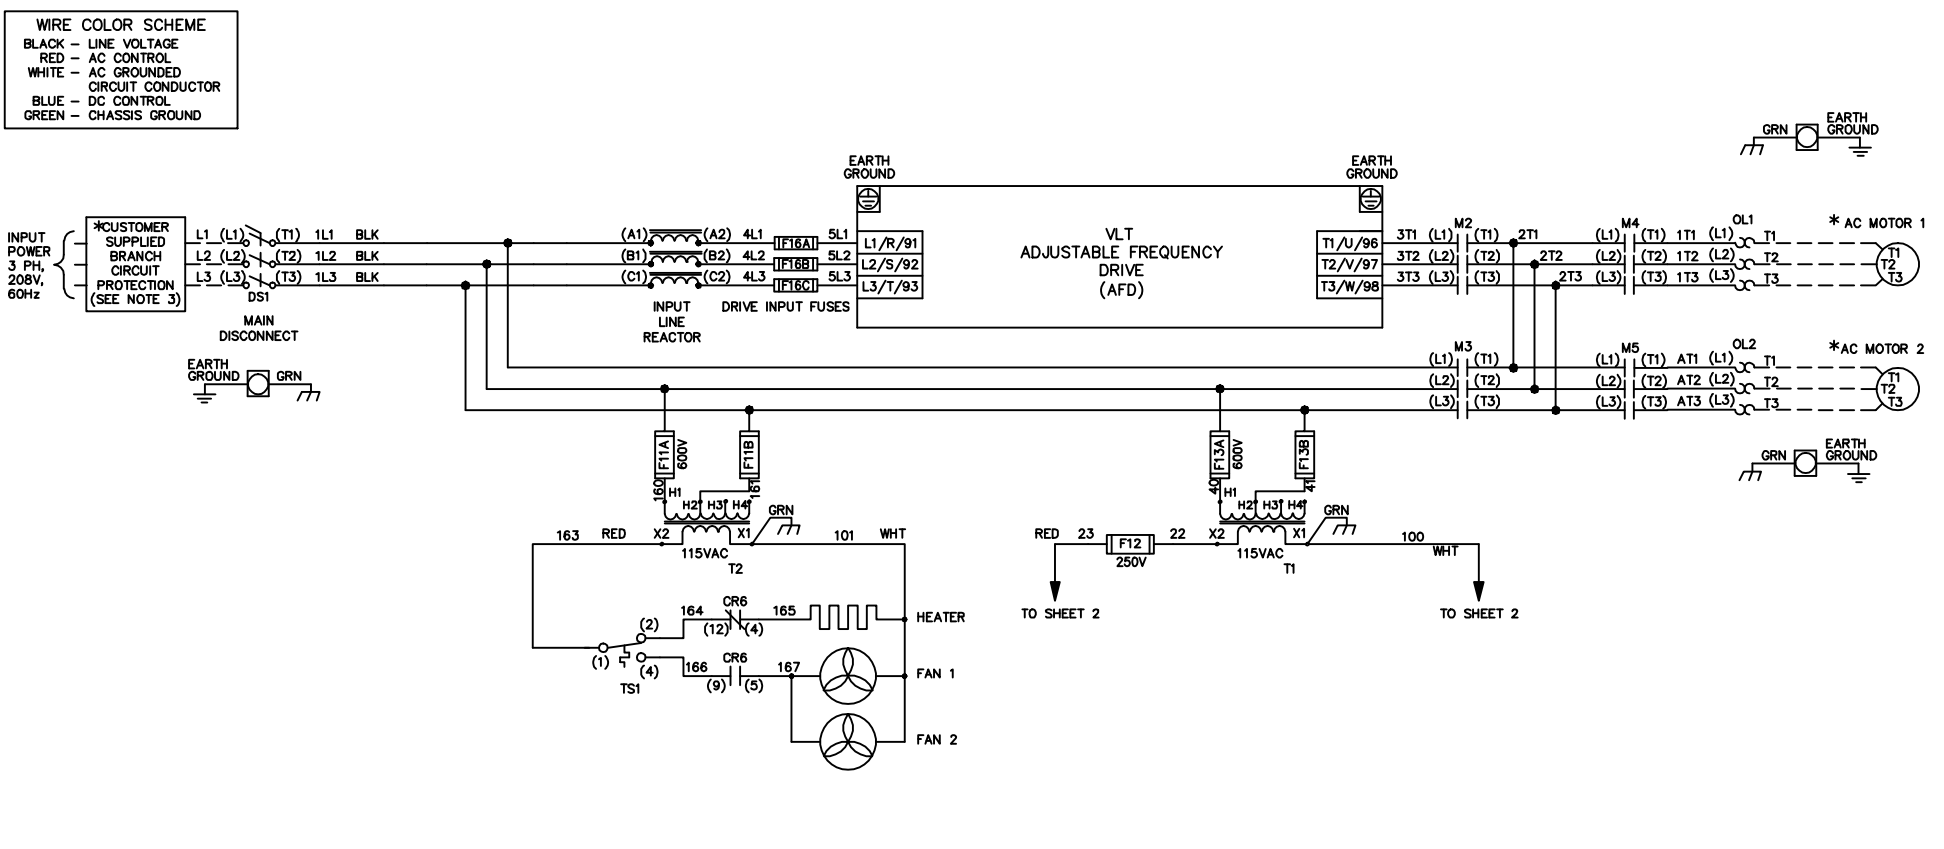 WIRE COLOR SCHEME
BLACK – LINE VOLTAGE
RED – AC CONTROL
WHITE – AC GROUNDED
CIRCUIT CONDUCTOR
BLUE – DC CONTROL
GREEN – CHASSIS GROUND
GRN
EARTH
GROUND
EARTH
GROUND
EARTH
GROUND
INPUT
POWER
3 PH,
208V,
60Hz
*CUSTOMER
SUPPLIED
BRANCH
CIRCUIT
PROTECTION
(SEE NOTE 3)
L1 (L1) (T1) 1L1 BLK
L2 (L2) (T2) 1L2 BLK
L3 (L3) (T3) 1L3 BLK
DS1
MAIN
DISCONNECT
EARTH
GROUND
GRN
(A1) (A2) 4L1 F16A 5L1 L1/R/91
(B1) (B2) 4L2 F16B 5L2 L2/S/92
(C1) (C2) 4L3 F16C 5L3 L3/T/93
INPUT
LINE
REACTOR
DRIVE INPUT FUSES
VLT
ADJUSTABLE FREQUENCY
DRIVE
(AFD)
M2 M4 OL1
* AC MOTOR 1
T1/U/96 3T1 (L1) (T1) 2T1 (L1) (T1) 1T1 (L1) T1
T2/V/97 3T2 (L2) (T2) 2T2 (L2) (T2) 1T2 (L2) T2
T3/W/98 3T3 (L3) (T3) 2T3 (L3) (T3) 1T3 (L3) T3
T1
T2
T3
M3 M5 OL2
*AC MOTOR 2
(L1) (T1) (L1) (T1) AT1 (L1) T1
(L2) (T2) (L2) (T2) AT2 (L2) T2
(L3) (T3) (L3) (T3) AT3 (L3) T3
T1
T2
T3
GRN
EARTH
GROUND
F11A
600V
F11B
160
161
H1
H2 H3 H4
GRN
163 RED X2 X1 101 WHT
115VAC
T2
F13A
600V
F13B
40
41
H1
H2 H3 H4
GRN
RED 23 F12 22 X2 X1 100
WHT
250V
115VAC
T1
TO SHEET 2
TO SHEET 2
CR6
164 165
(2) (12) (4)
HEATER
(1)
TS1
(4)
CR6
166 167
(9) (5)
FAN 1
FAN 2